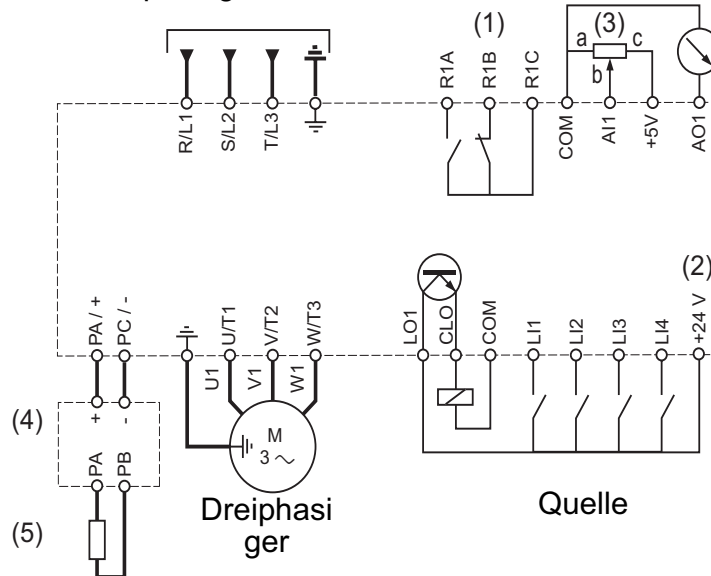 (1)
(3)
a
c
b
R1A
R1B
R1C
R/L1
S/L2
T/L3
COM
AI1
+5V
AO1
(2)
PA / +
PC / -
U/T1
V/T2
W/T3
LO1
CLO
COM
LI1
LI2
LI3
LI4
+24 V
U1
V1
W1
(4)
+
-
M
3 ~
PA
PB
(5)
Dreiphasi
ger
Quelle